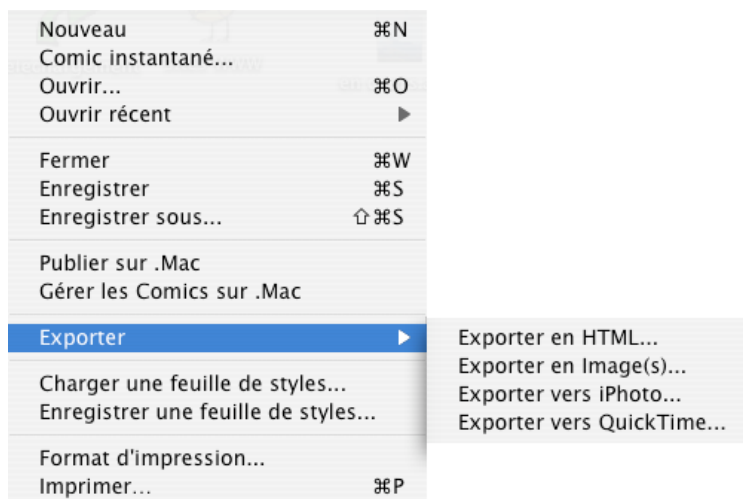 Nouveau ⌘N
Comic instantané...
Ouvrir... ⌘O
Ouvrir récent
Fermer ⌘W
Enregistrer ⌘S
Enregistrer sous... ⇧⌘S
Publier sur .Mac
Gérer les Comics sur .Mac
Exporter
Exporter en HTML...
Exporter en Image(s)...
Exporter vers iPhoto...
Exporter vers QuickTime...
Charger une feuille de styles...
Enregistrer une feuille de styles...
Format d'impression...
Imprimer... ⌘P